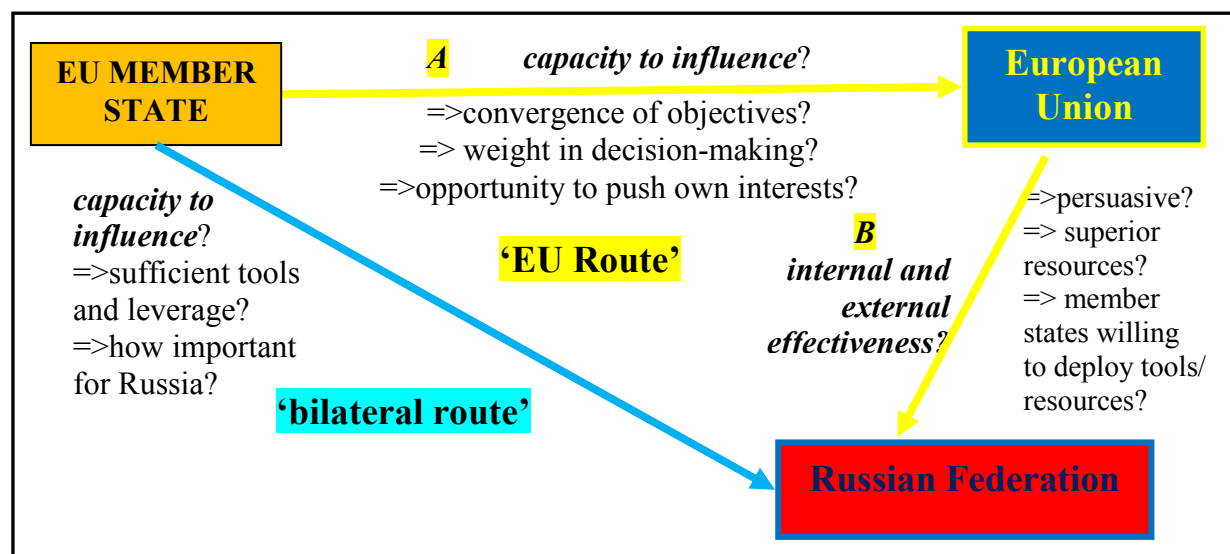 EU MEMBER
STATE
A capacity to influence?
=>convergence of objectives?
=> weight in decision-making?
=>opportunity to push own interests?
European
Union
capacity to
influence?
=>sufficient tools
and leverage?
=>how important
for Russia?
‘EU Route’
‘bilateral route’
B
internal and
external
effectiveness?
=>persuasive?
=> superior
resources?
=> member
states willing
to deploy tools/
resources?
Russian Federation